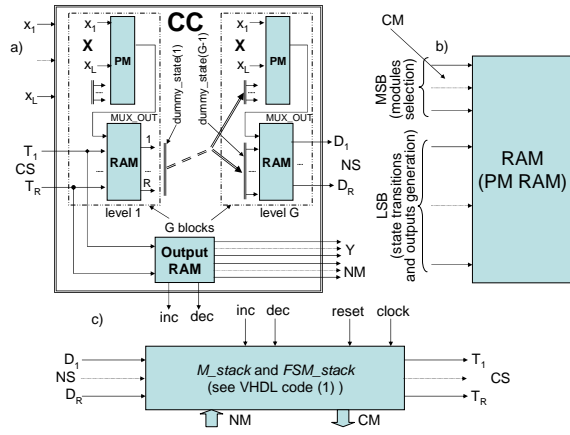 a)
CC
x1
xL
x1
X
xL
PM
MUX_OUT
RAM
1
R
level 1
dummy_state(1)
dummy_state(G-1)
x1
X
xL
PM
MUX_OUT
RAM
level G
D1
NS
DR
T1
CS
TR
G blocks
Output
RAM
Y
NM
inc
dec
b)
CM
MSB
(modules
selection)
LSB
(state transitions
and outputs generation)
RAM
(PM RAM)
c)
inc
dec
reset
clock
D1
NS
DR
M_stack and FSM_stack
(see VHDL code (1) )
T1
CS
TR
NM
CM